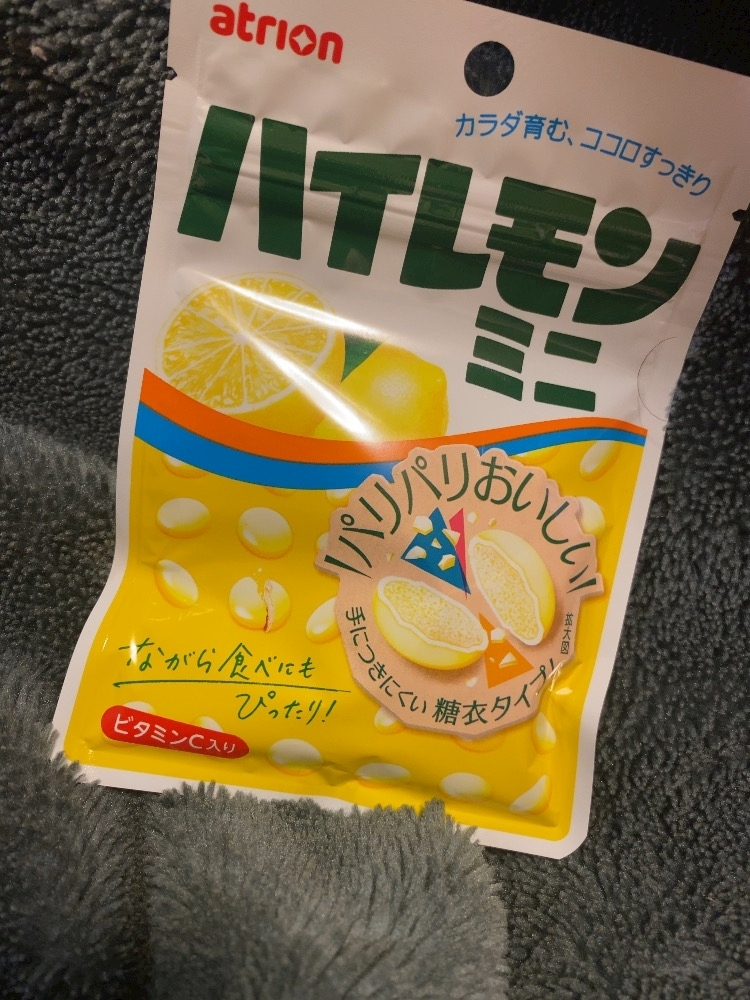 atrion
カラダ育む、ココロすっきり
ハイレモン
ミニ
パリパリおいしい!
拡大図
手につきにくい糖衣タイプ!
ながら食べにも
ぴったり!
ビタミンC入り